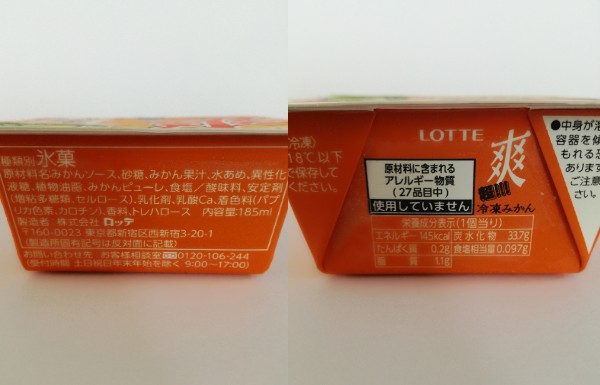 種類別 氷菓
原材料名 みかんソース、砂糖、みかん果汁、水あめ、異性化
液糖、植物油脂、みかんピューレ、食塩/酸味料、安定剤
(増粘多糖類、セルロース)、乳化剤、乳酸Ca、着色料(パプ
リカ色素、カロチン)、香料、トレハロース 内容量:185ml
製造者 株式会社 ロッテ
〒160-0023 東京都新宿区西新宿3-20-1
(製造所固有記号は反対面に記載)
お問い合わせ先 お客様相談室 0120-106-244
(受付時間 土日祝日年末年始を除く 9:00〜17:00)
冷凍)
18℃以下
で保存して
ください。
LOTTE
爽
冷凍みかん
原材料に含まれる
アレルギー物質
(27品目中)
使用していません
栄養成分表示(1個当り)
エネルギー 145kcal 炭水化物 33.7g
たんぱく質 0.2g 食塩相当量 0.097g
脂質 1.1g
●中身が溶
容器を傾
もれる恐
ありま
ご注意
さい。